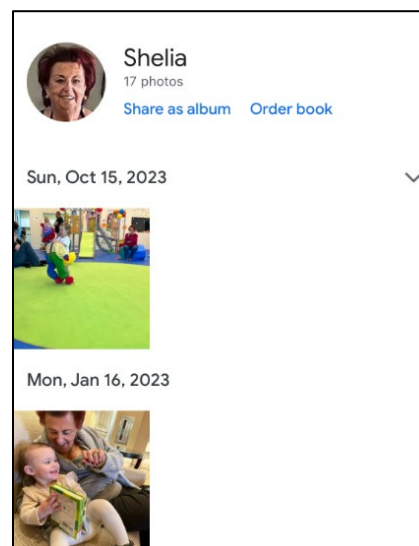 Shelia
17 photos
Share as album Order book
Sun, Oct 15, 2023
Mon, Jan 16, 2023